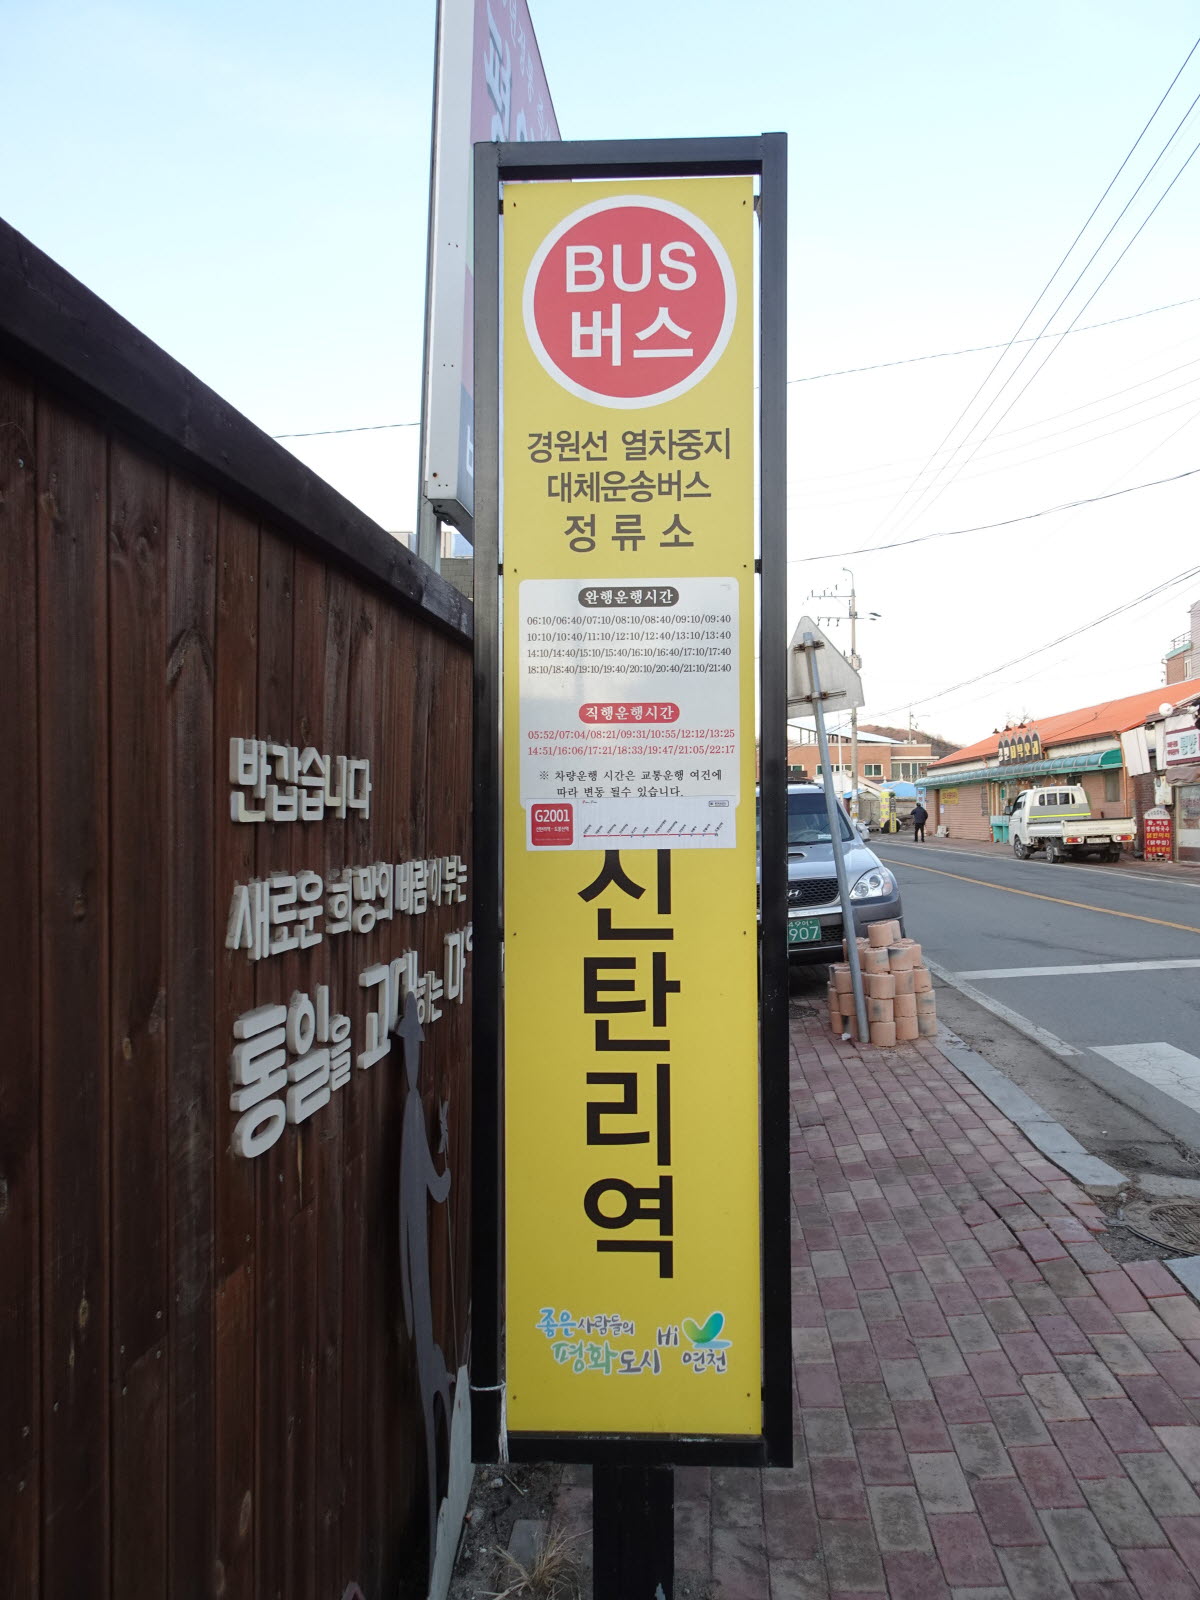 BUS
버스
경원선 열차중지
대체운송버스
정류소
완행운행시간
06:10/06:40/07:10/08:10/08:40/09:10/09:40
10:10/10:40/11:10/12:10/12:40/13:10/13:40
14:10/14:40/15:10/15:40/16:10/16:40/17:10/17:40
18:10/18:40/19:10/19:40/20:10/20:40/21:10/21:40
직행운행시간
05:52/07:04/08:21/09:31/10:55/12:12/13:25
14:51/16:06/17:21/18:33/19:47/21:05/22:17
※ 차량운행 시간은 교통운행 여건에
따라 변동 될수 있습니다.
G2001
신탄리역
좋은사람들의
평화도시 Hi 연천
반갑습니다
새로운 희망의 바람이 부는
통일을 고대하는
907